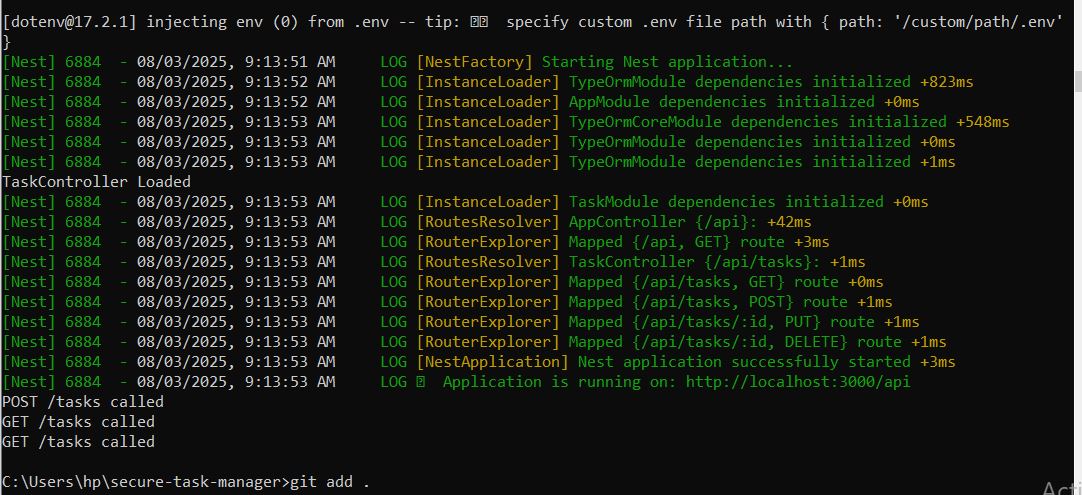 [dotenv@17.2.1] injecting env (0) from .env -- tip: specify custom .env file path with { path: '/custom/path/.env'
}
[Nest] 6884  - 08/03/2025, 9:13:51 AM     LOG [NestFactory] Starting Nest application...
[Nest] 6884  - 08/03/2025, 9:13:52 AM     LOG [InstanceLoader] TypeOrmModule dependencies initialized +823ms
[Nest] 6884  - 08/03/2025, 9:13:52 AM     LOG [InstanceLoader] AppModule dependencies initialized +0ms
[Nest] 6884  - 08/03/2025, 9:13:53 AM     LOG [InstanceLoader] TypeOrmCoreModule dependencies initialized +548ms
[Nest] 6884  - 08/03/2025, 9:13:53 AM     LOG [InstanceLoader] TypeOrmModule dependencies initialized +0ms
[Nest] 6884  - 08/03/2025, 9:13:53 AM     LOG [InstanceLoader] TypeOrmModule dependencies initialized +1ms
TaskController Loaded
[Nest] 6884  - 08/03/2025, 9:13:53 AM     LOG [InstanceLoader] TaskModule dependencies initialized +0ms
[Nest] 6884  - 08/03/2025, 9:13:53 AM     LOG [RoutesResolver] AppController {/api}: +42ms
[Nest] 6884  - 08/03/2025, 9:13:53 AM     LOG [RouterExplorer] Mapped {/api, GET} route +3ms
[Nest] 6884  - 08/03/2025, 9:13:53 AM     LOG [RoutesResolver] TaskController {/api/tasks}: +1ms
[Nest] 6884  - 08/03/2025, 9:13:53 AM     LOG [RouterExplorer] Mapped {/api/tasks, GET} route +0ms
[Nest] 6884  - 08/03/2025, 9:13:53 AM     LOG [RouterExplorer] Mapped {/api/tasks, POST} route +1ms
[Nest] 6884  - 08/03/2025, 9:13:53 AM     LOG [RouterExplorer] Mapped {/api/tasks/:id, PUT} route +1ms
[Nest] 6884  - 08/03/2025, 9:13:53 AM     LOG [RouterExplorer] Mapped {/api/tasks/:id, DELETE} route +1ms
[Nest] 6884  - 08/03/2025, 9:13:53 AM     LOG [NestApplication] Nest application successfully started +3ms
[Nest] 6884  - 08/03/2025, 9:13:53 AM     LOG Application is running on: http://localhost:3000/api
POST /tasks called
GET /tasks called
GET /tasks called
C:\Users\hp\secure-task-manager>git add .